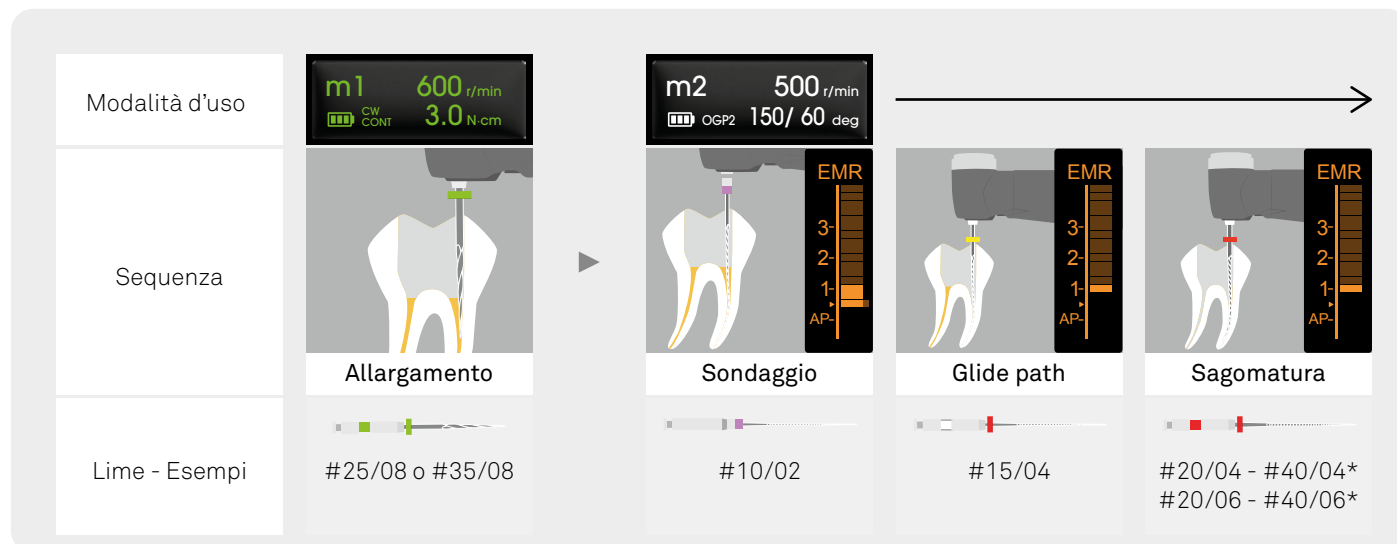 Modalità d'uso
m1 600 r/min
CW CONT 3.0 N·cm
m2 500 r/min
OGP2 150/ 60 deg
Sequenza
EMR
3-
2-
1-
AP-
EMR
3-
2-
1-
AP-
EMR
3-
2-
1-
AP-
Allargamento
Sondaggio
Glide path
Sagomatura
Lime - Esempi
#25/08 o #35/08
#10/02
#15/04
#20/04 - #40/04*
#20/06 - #40/06*